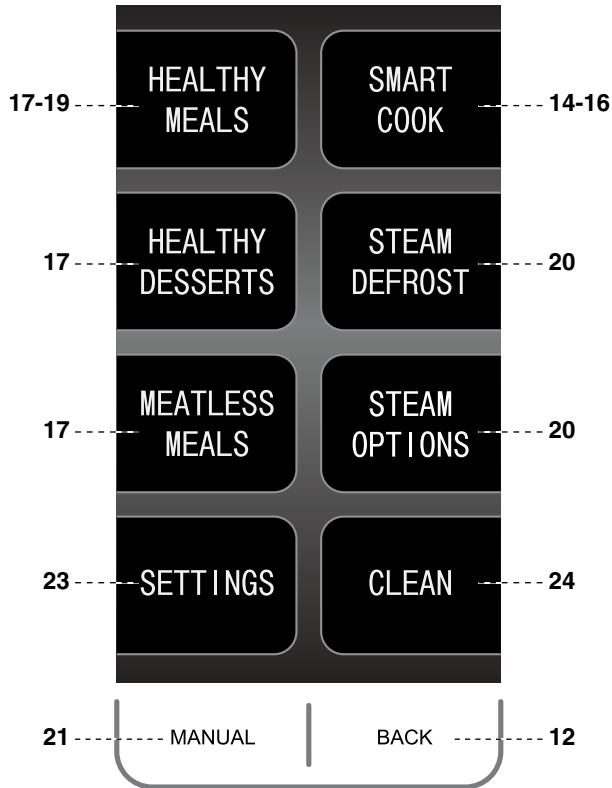 HEALTHY
MEALS
SMART
COOK
17-19
14-16
HEALTHY
DESSERTS
STEAM
DEFROST
17
20
MEATLESS
MEALS
STEAM
OPTIONS
17
20
23
SETTINGS
CLEAN
24
21
MANUAL
BACK
12